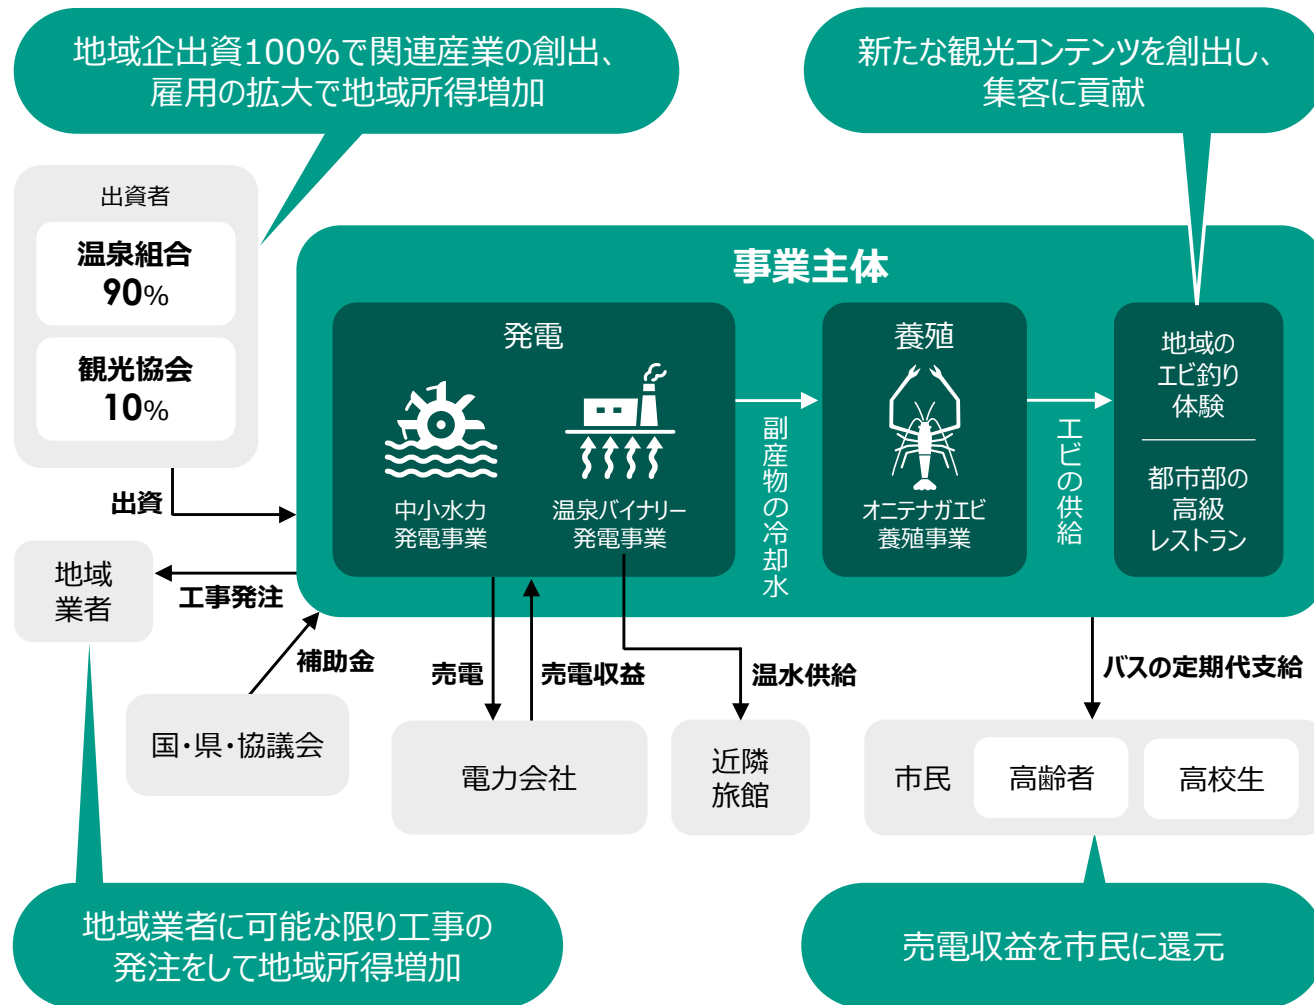 地域企出資100%で関連産業の創出、
雇用の拡大で地域所得増加
新たな観光コンテンツを創出し、
集客に貢献
出資者
温泉組合
90%
観光協会
10%
出資
事業主体
発電
中小水力
発電事業
温泉バイナリー
発電事業
副産物の冷却水
養殖
オニテナガエビ
養殖事業
エビの供給
地域の
エビ釣り
体験
都市部の
高級
レストラン
地域
業者
工事発注
補助金
国・県・協議会
売電
売電収益
電力会社
温水供給
近隣
旅館
バスの定期代支給
市民
高齢者
高校生
地域業者に可能な限り工事の
発注をして地域所得増加
売電収益を市民に還元